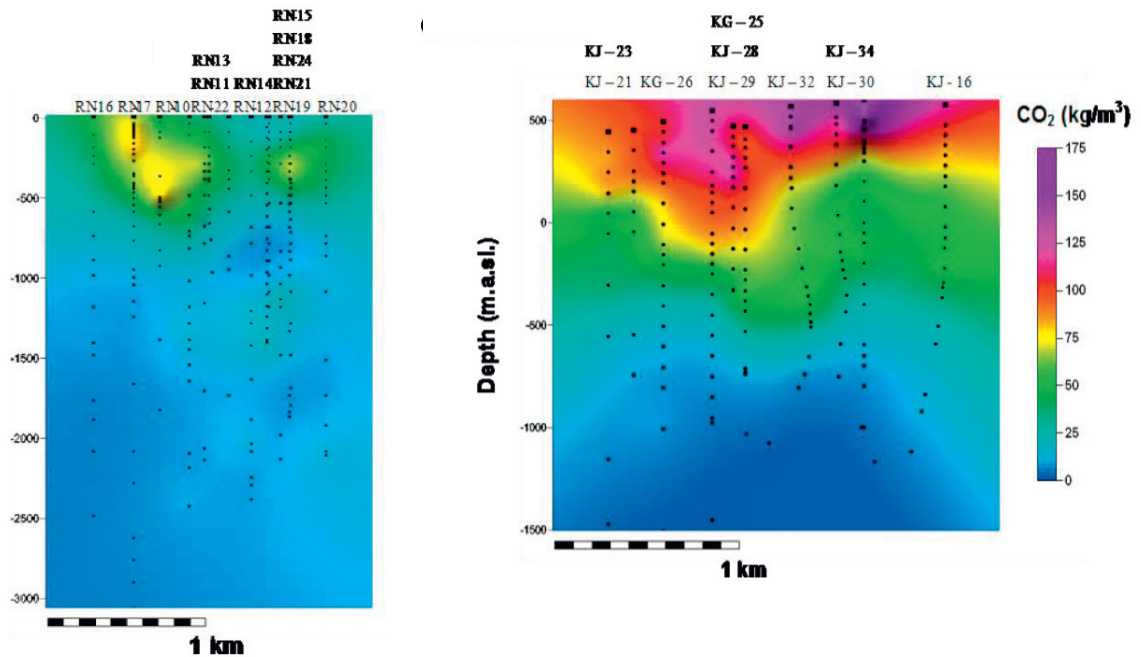 RN15
RN18
RN13 RN24
RN11 RN14 RN21
RN16 RN17 RN10 RN22 RN12 RN19 RN20
0
-500
-1000
-1500
-2000
-2500
-3000
1 km
KG-25
KJ-23 KJ-28 KJ-34
KJ-21 KG-26 KJ-29 KJ-32 KJ-30 KJ-16
Depth (m.a.sl.)
500
0
-500
-1000
-1500
1 km
CO₂ (kg/m³)
175
150
125
100
75
50
25
0